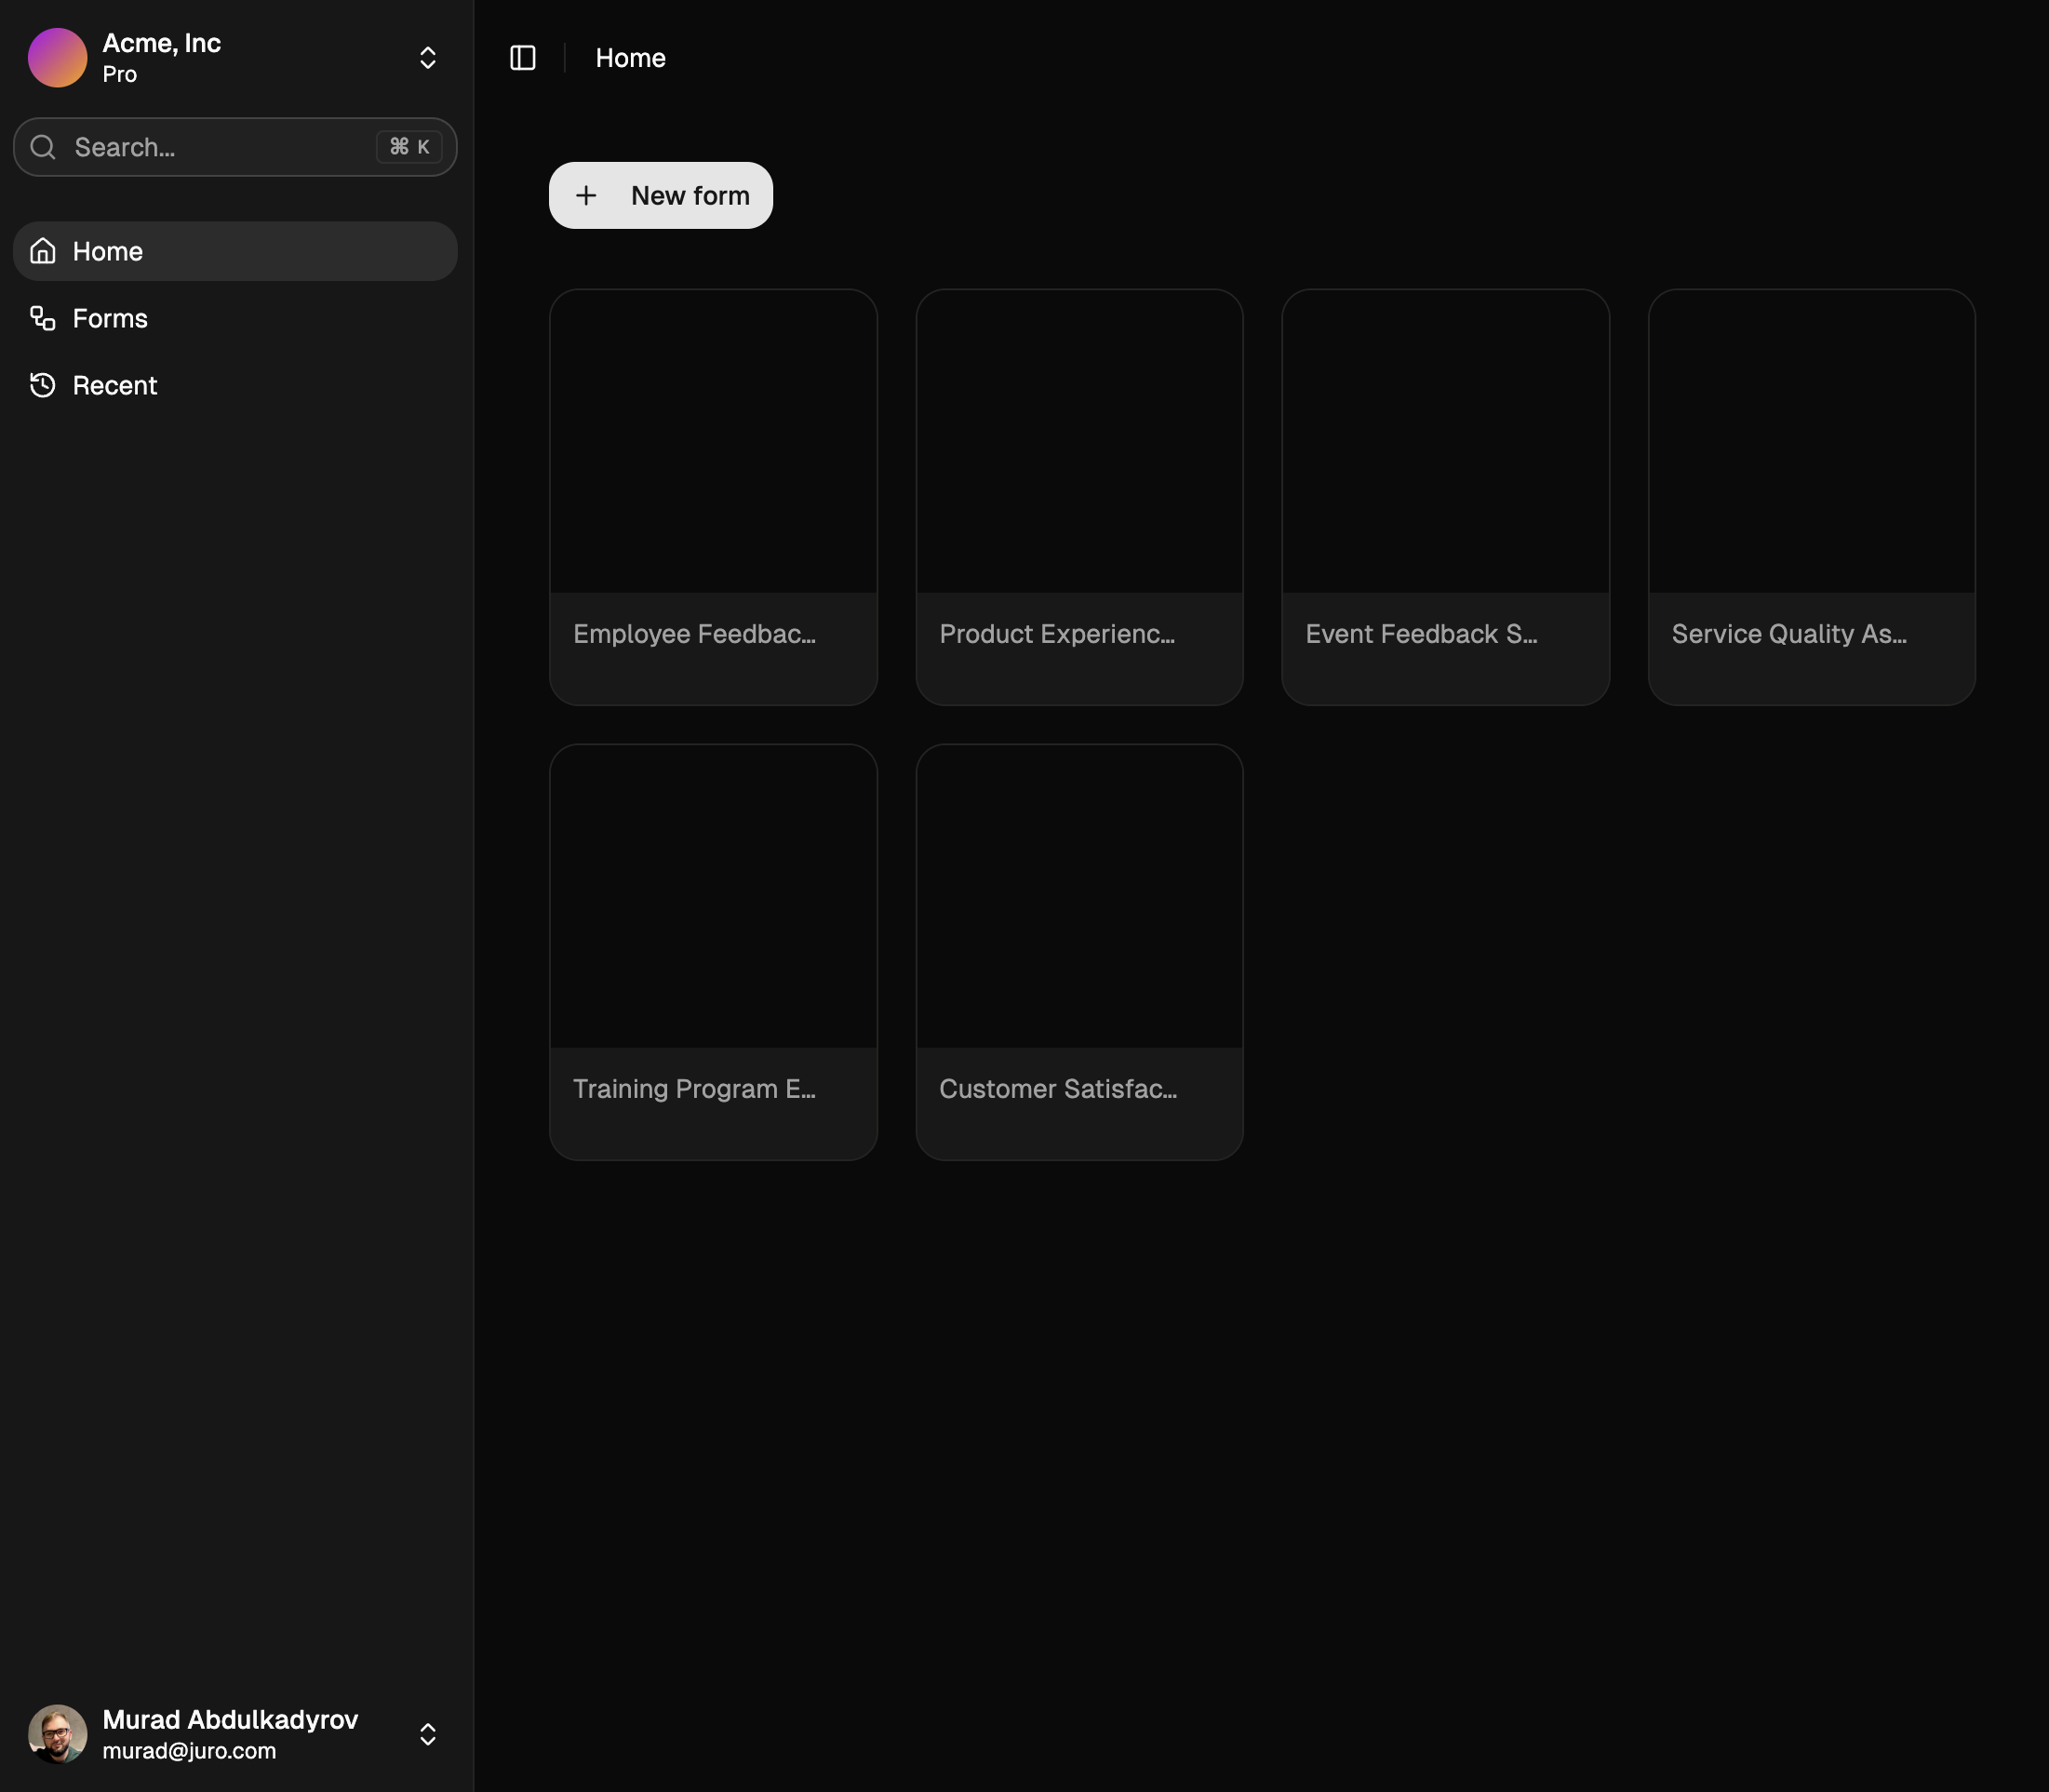 Acme, Inc
Pro
Search...
⌘ K
Home
Forms
Recent
Murad Abdulkadyrov
murad@juro.com
Home
New form
Employee Feedbac...
Product Experienc...
Event Feedback S...
Service Quality As...
Training Program E...
Customer Satisfac...